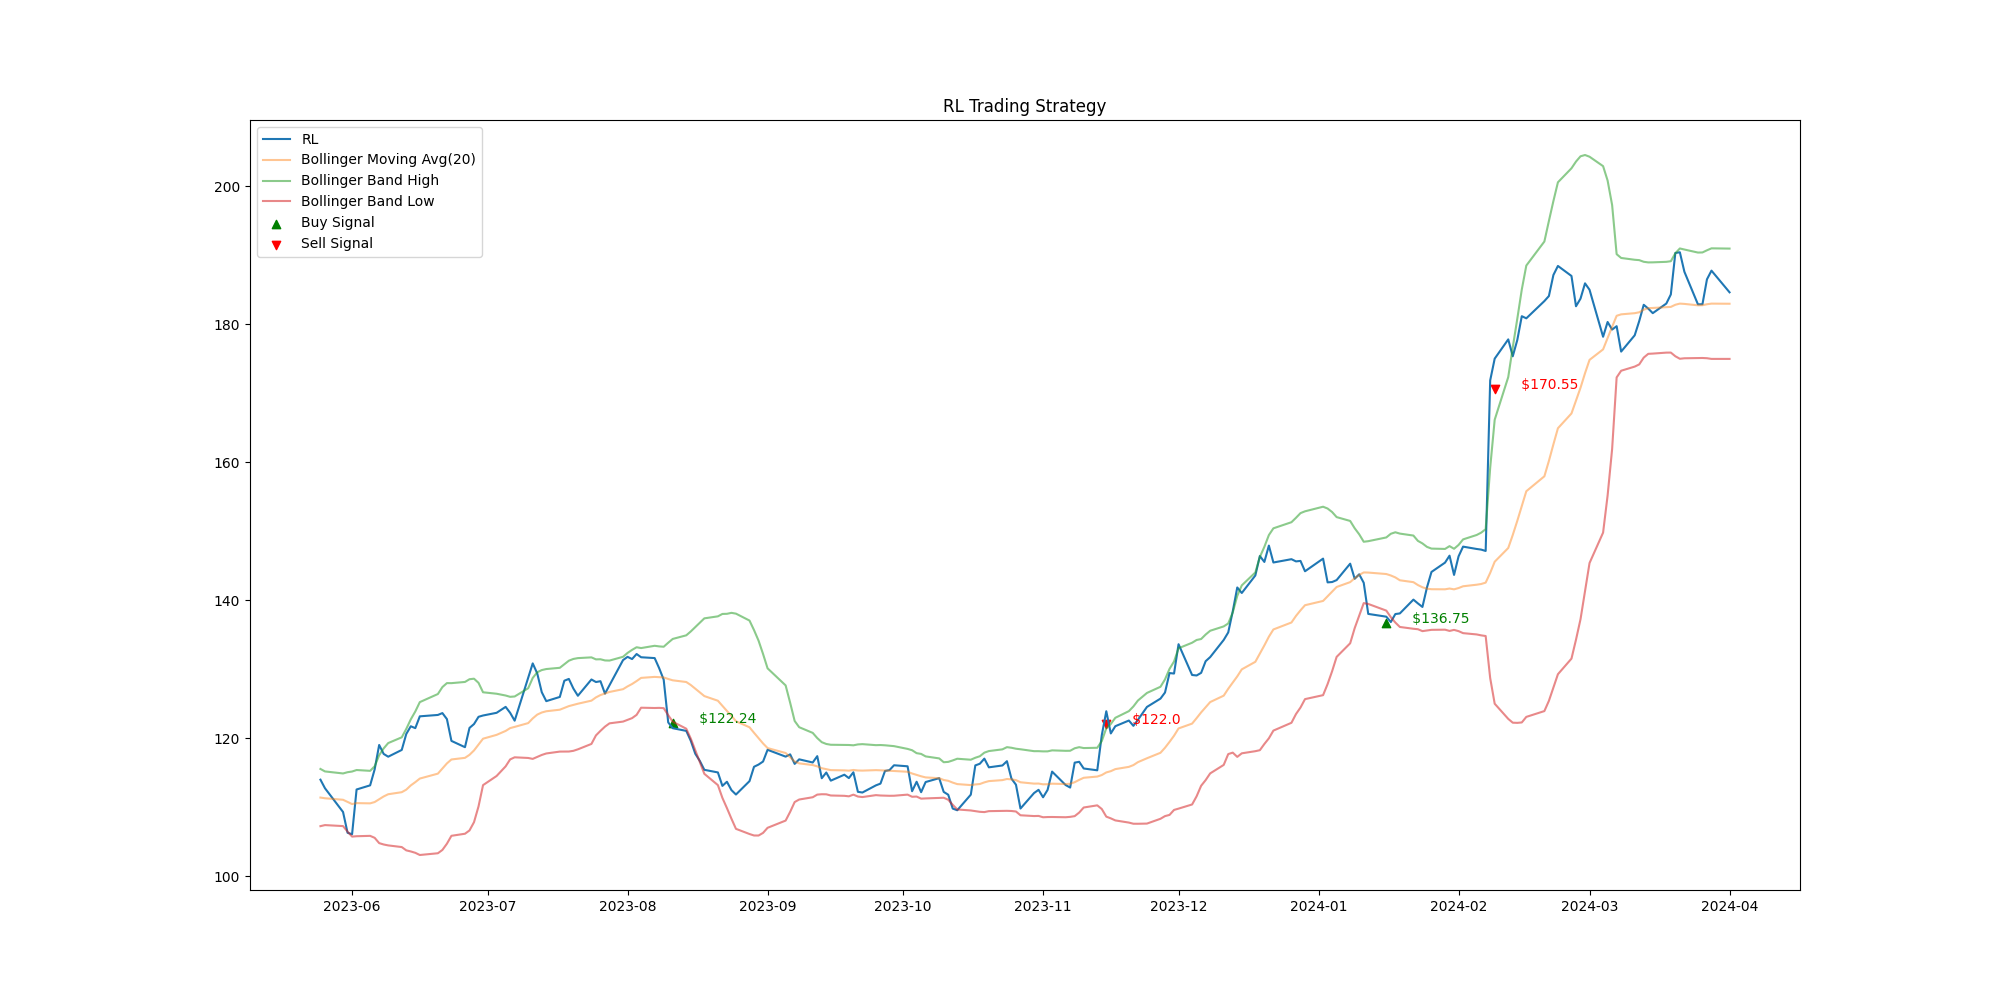 RL Trading Strategy
RL
Bollinger Moving Avg(20)
Bollinger Band High
Bollinger Band Low
Buy Signal
Sell Signal
200
180
160
140
120
100
$122.24
$122.0
$136.75
$170.55
2023-06 2023-07 2023-08 2023-09 2023-10 2023-11 2023-12 2024-01 2024-02 2024-03 2024-04